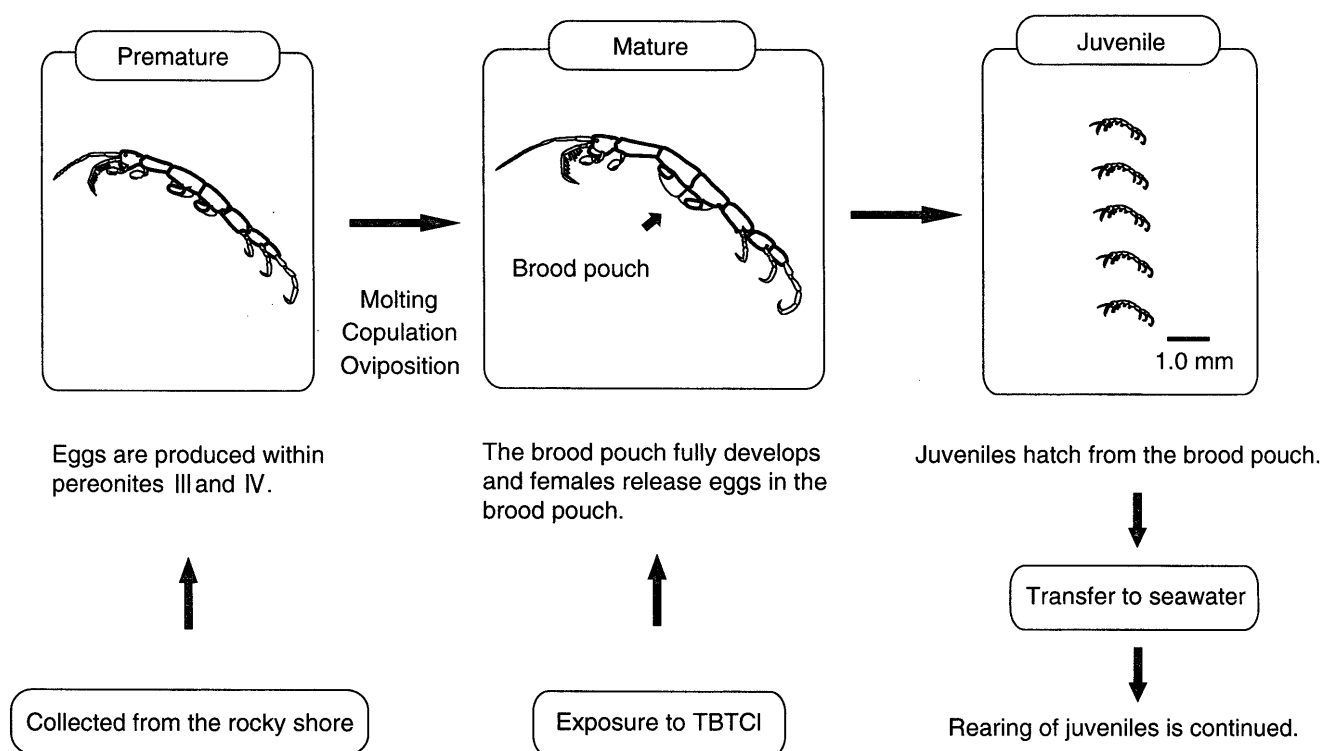 Premature
Mature
Juvenile
Brood pouch
Molting
Copulation
Oviposition
1.0 mm
Eggs are produced within
pereonites III and IV.
The brood pouch fully develops
and females release eggs in the
brood pouch.
Juveniles hatch from the brood pouch.
Transfer to seawater
Collected from the rocky shore
Exposure to TBTCl
Rearing of juveniles is continued.